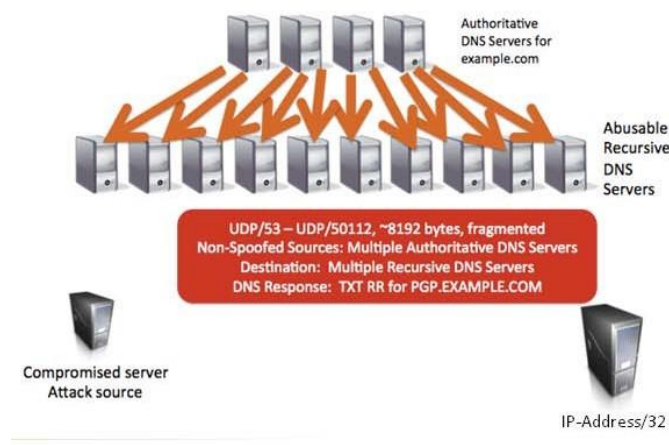 Authoritative
DNS Servers for
example.com
Abusable
Recursive
DNS
Servers
UDP/53 – UDP/50112, ~8192 bytes, fragmented
Non-Spoofed Sources: Multiple Authoritative DNS Servers
Destination: Multiple Recursive DNS Servers
DNS Response: TXT RR for PGP.EXAMPLE.COM
Compromised server
Attack source
IP-Address/32